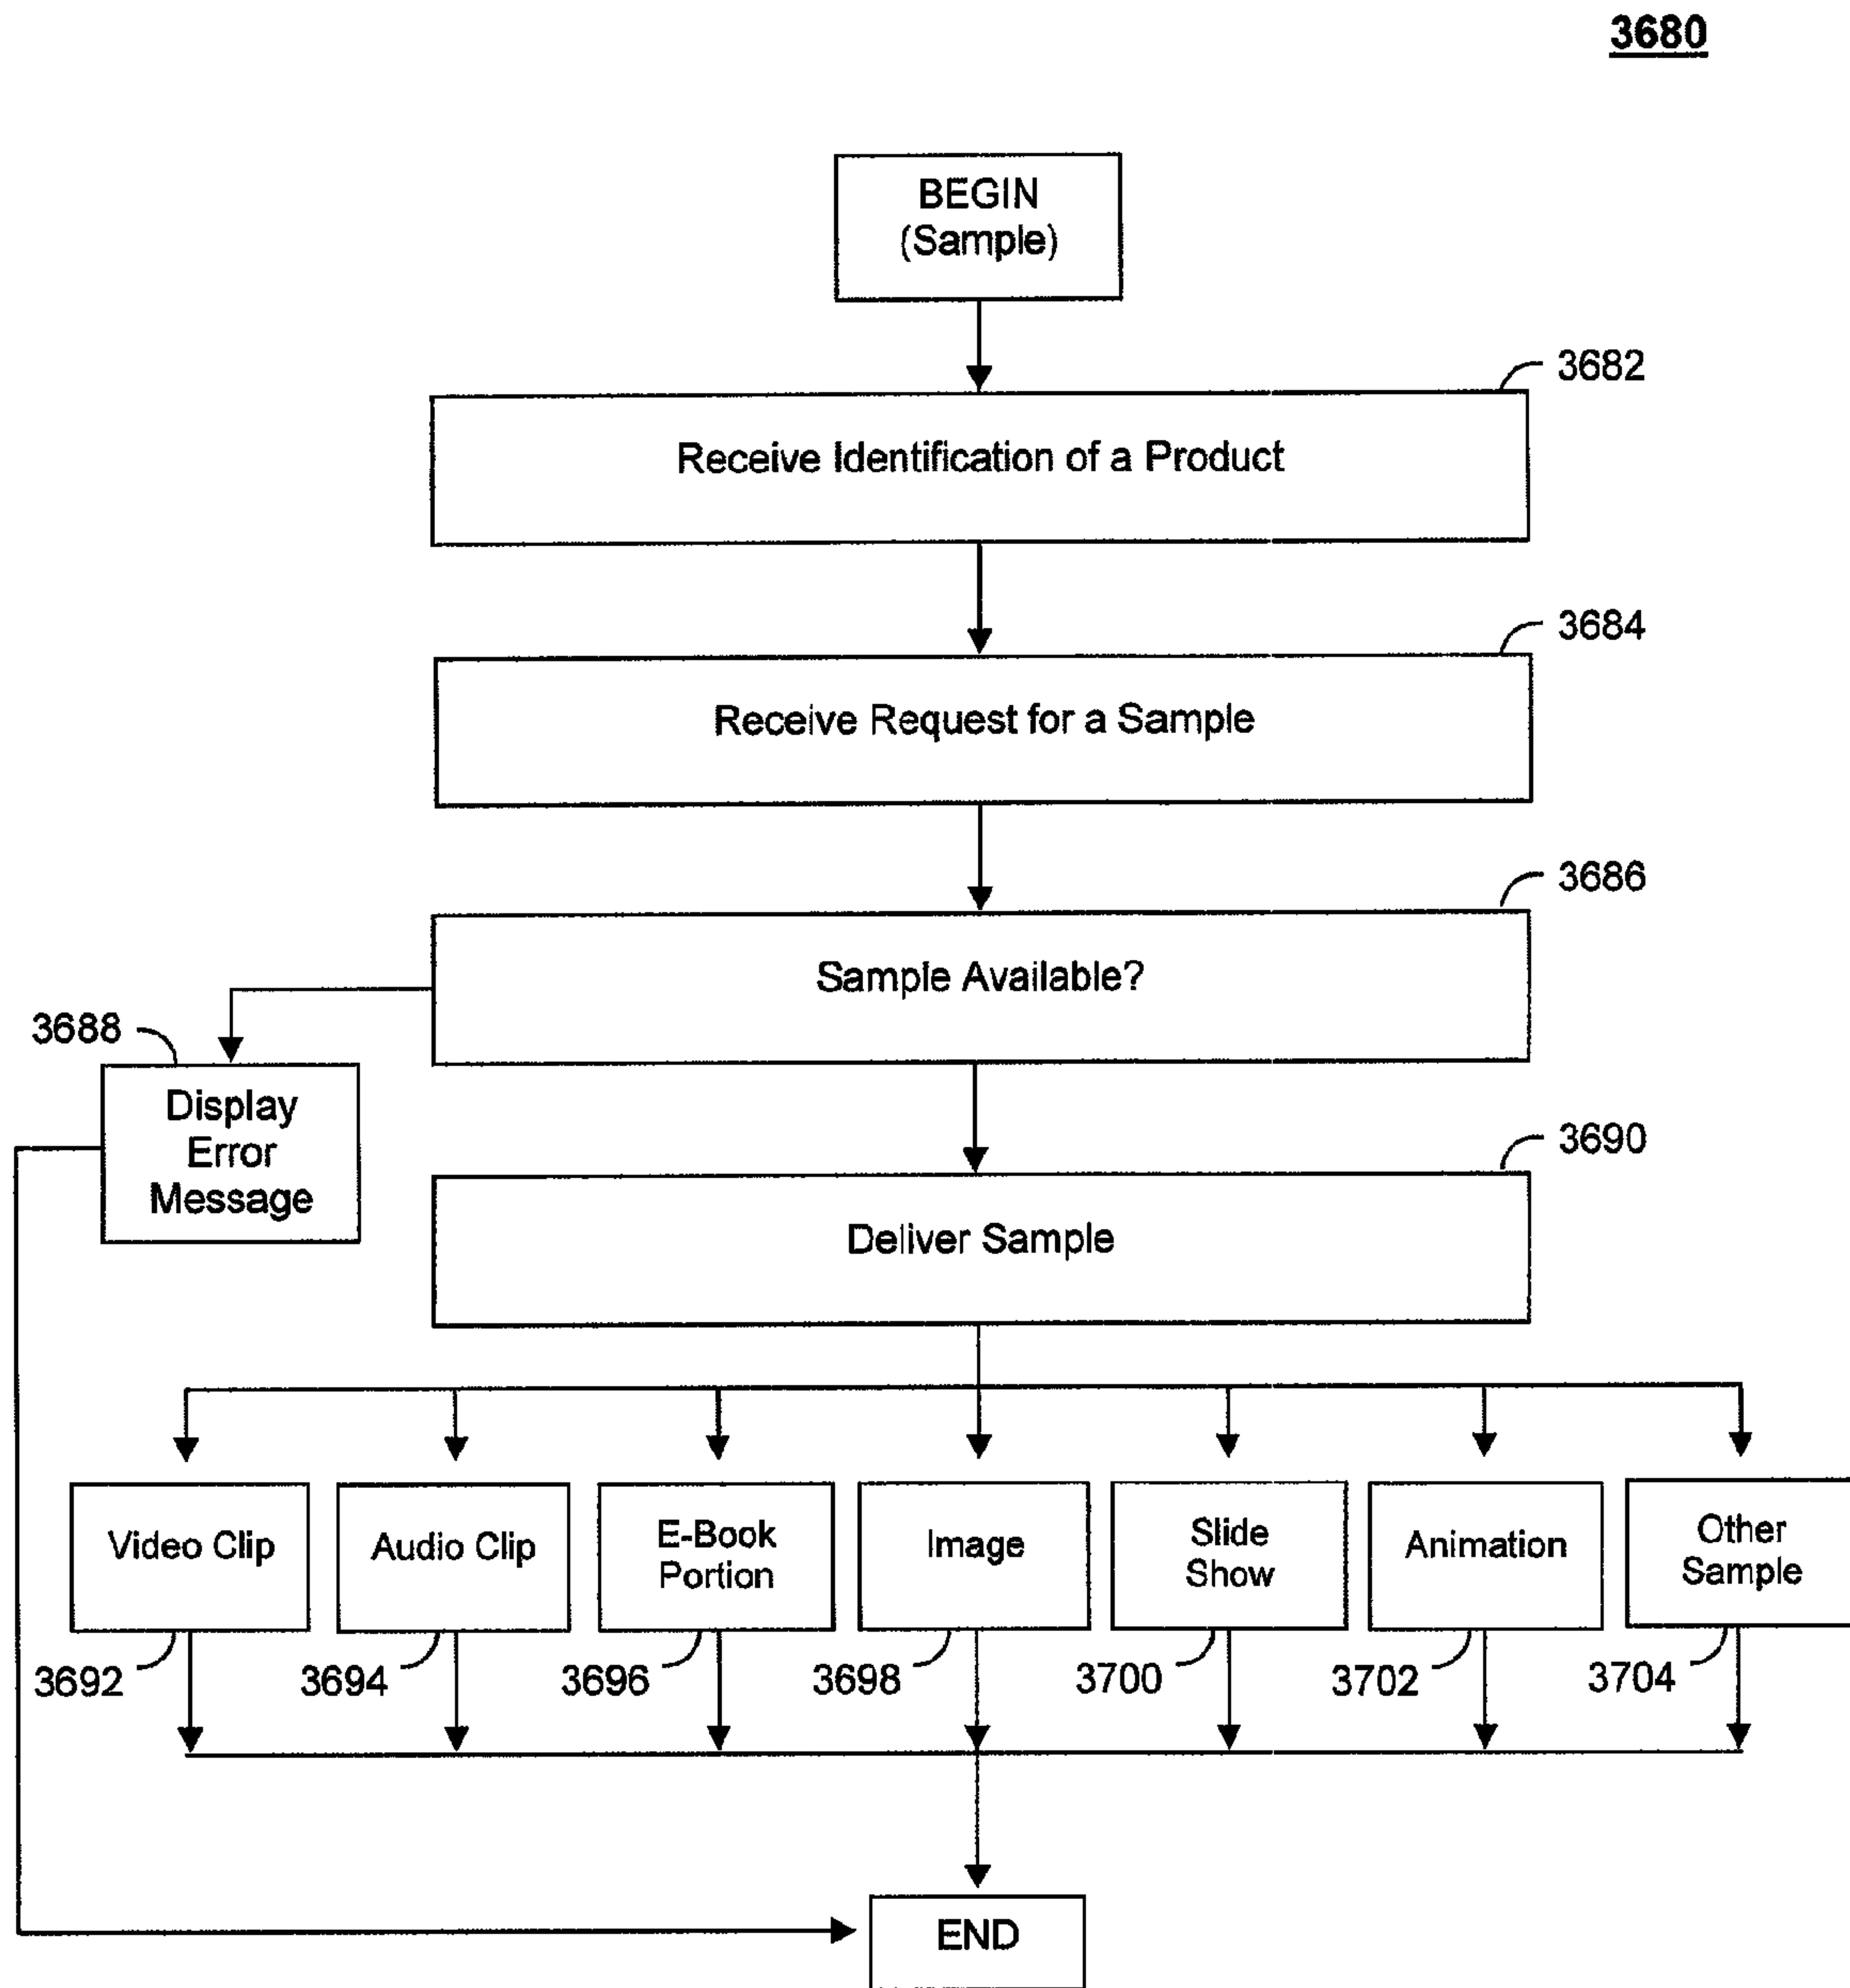 3680
BEGIN
(Sample)
3682
Receive Identification of a Product
3684
Receive Request for a Sample
3686
Sample Available?
3688
Display
Error
Message
3690
Deliver Sample
Video Clip
Audio Clip
E-Book
Portion
Image
Slide
Show
Animation
Other
Sample
3692
3694
3696
3698
3700
3702
3704
END